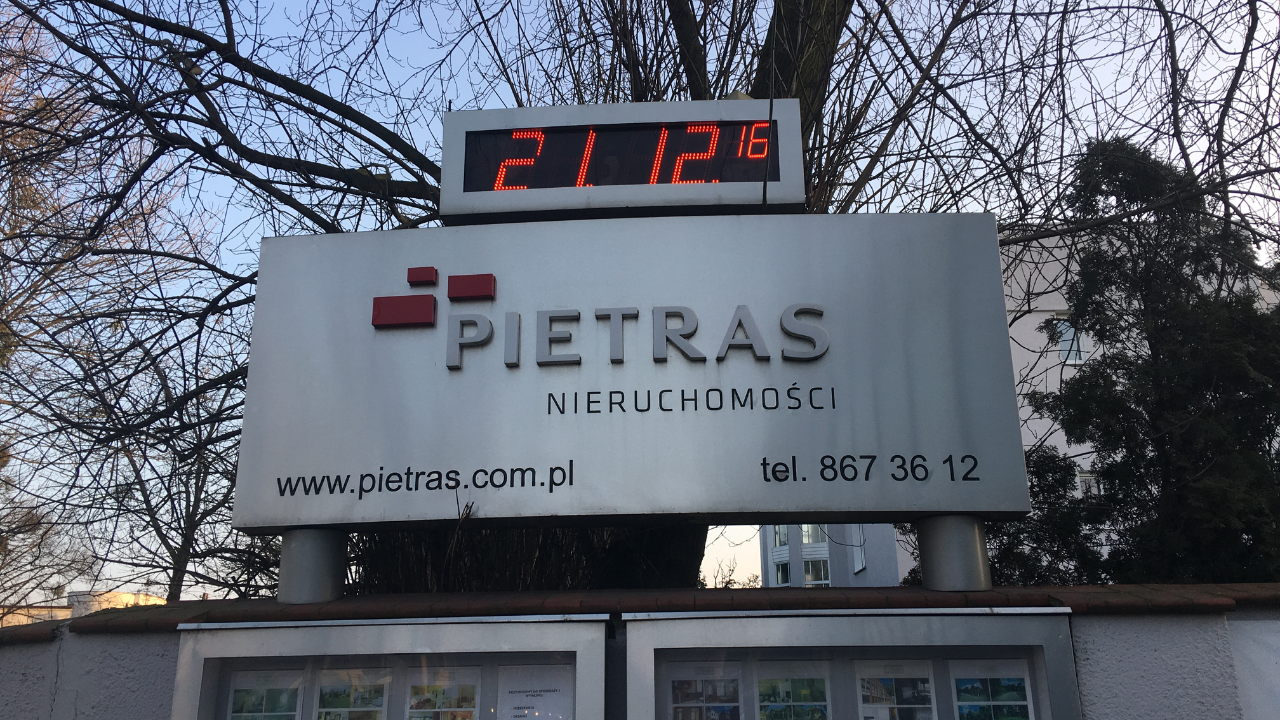 21.12.16
PIETRAS
NIERUCHOMOŚCI
www.pietras.com.pl
tel. 867 36 12